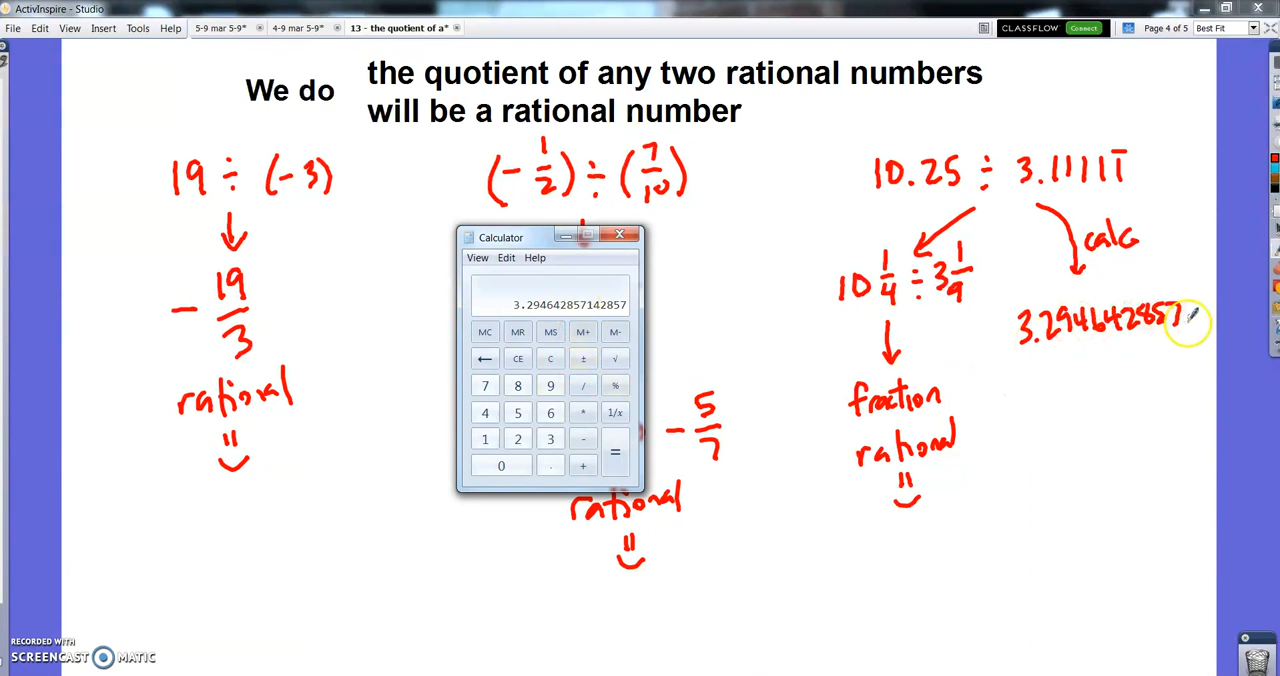 ActivInspire - Studio
File Edit View Insert Tools Help
5-9 mar 5-9* 4-9 mar 5-9* 13 - the quotient of a*
CLASSFLOW Connect
Page 4 of 5 Best Fit
We do
the quotient of any two rational numbers
will be a rational number
19 ÷ (-3)
- 19/3
rational
(- 1/2) ÷ (7/10)
- 5/7
rational
10.25 ÷ 3.11111̅
10 1/4 ÷ 3 1/9
fraction
rational
calc
3.294642857
Calculator
View Edit Help
3.294642857142857
MC MR MS M+ M-
← CE C ± √
7 8 9 / %
4 5 6 * 1/x
1 2 3 - =
0 . +
RECORDED WITH
SCREENCAST MATIC